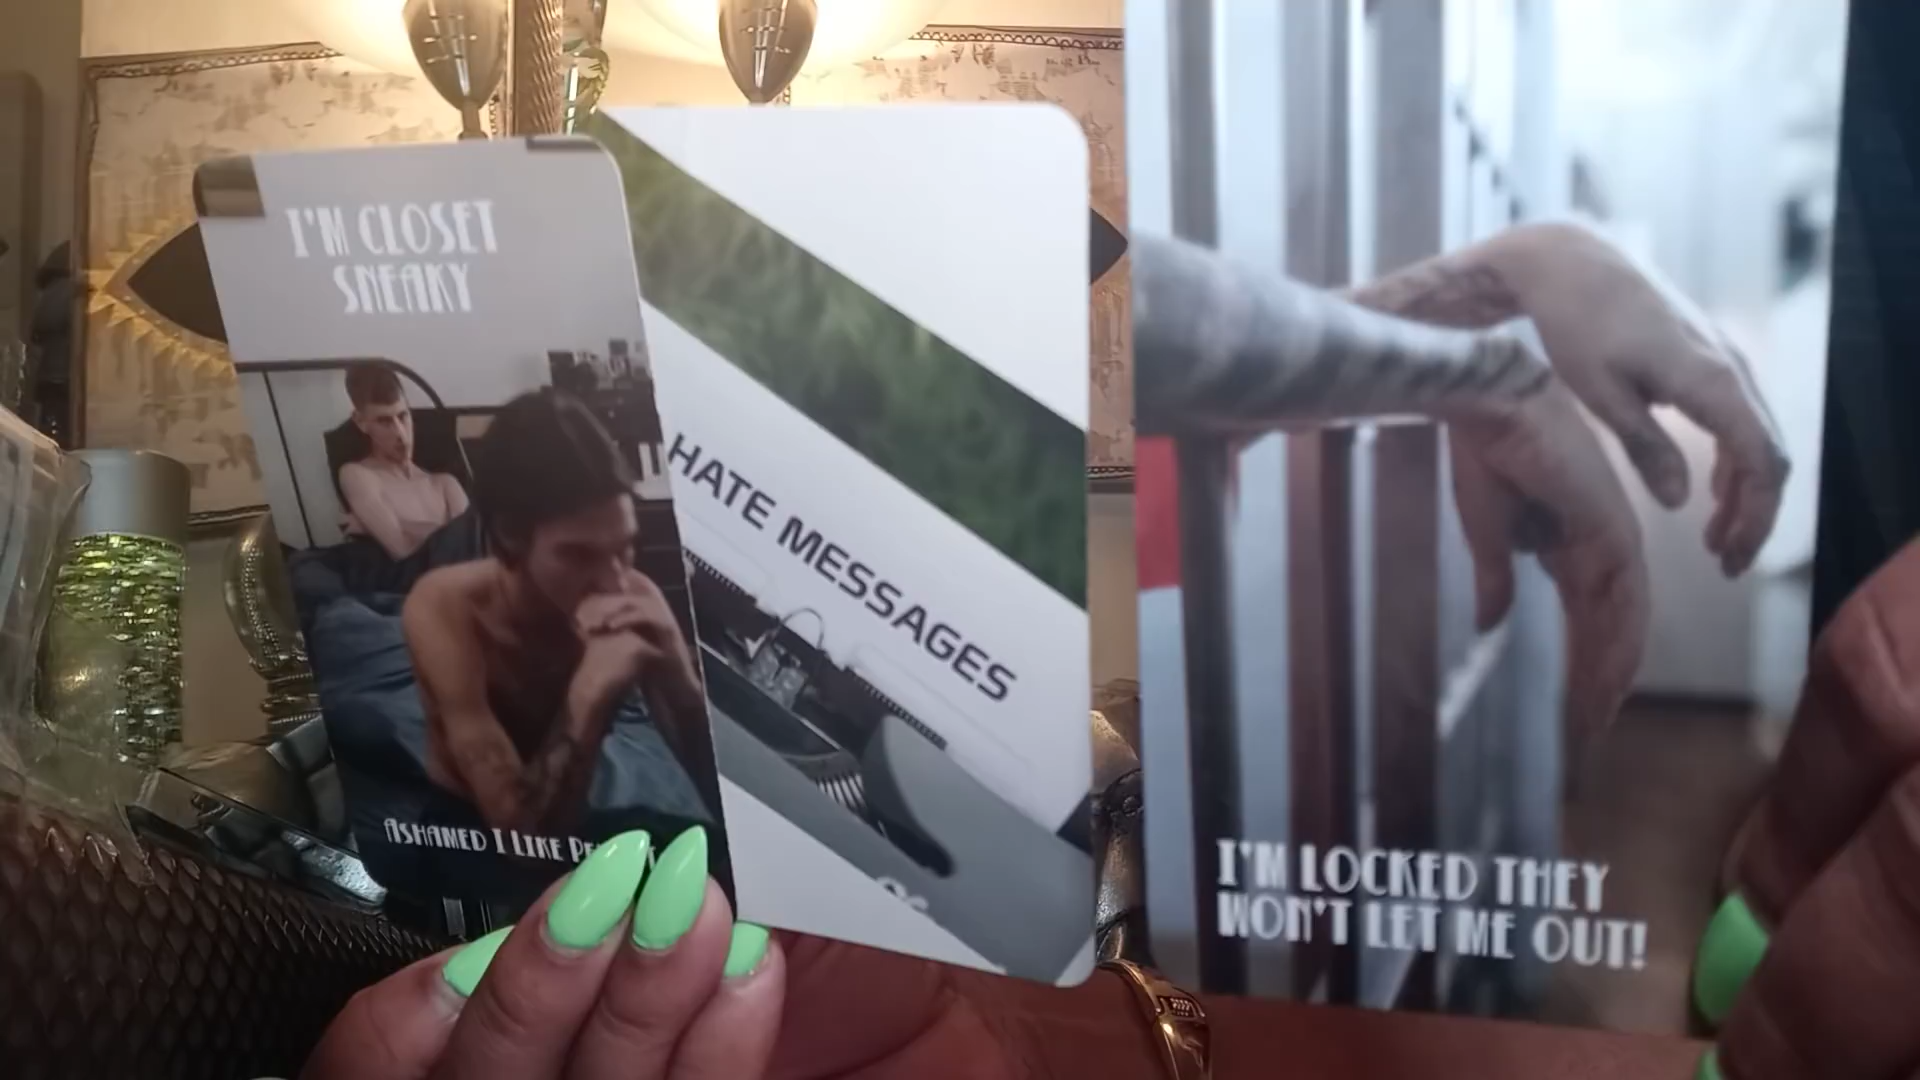 I'M CLOSET
SNEAKY
ASHAMED I LIKE
HATE MESSAGES
I'M LOCKED THEY
WON'T LET ME OUT!